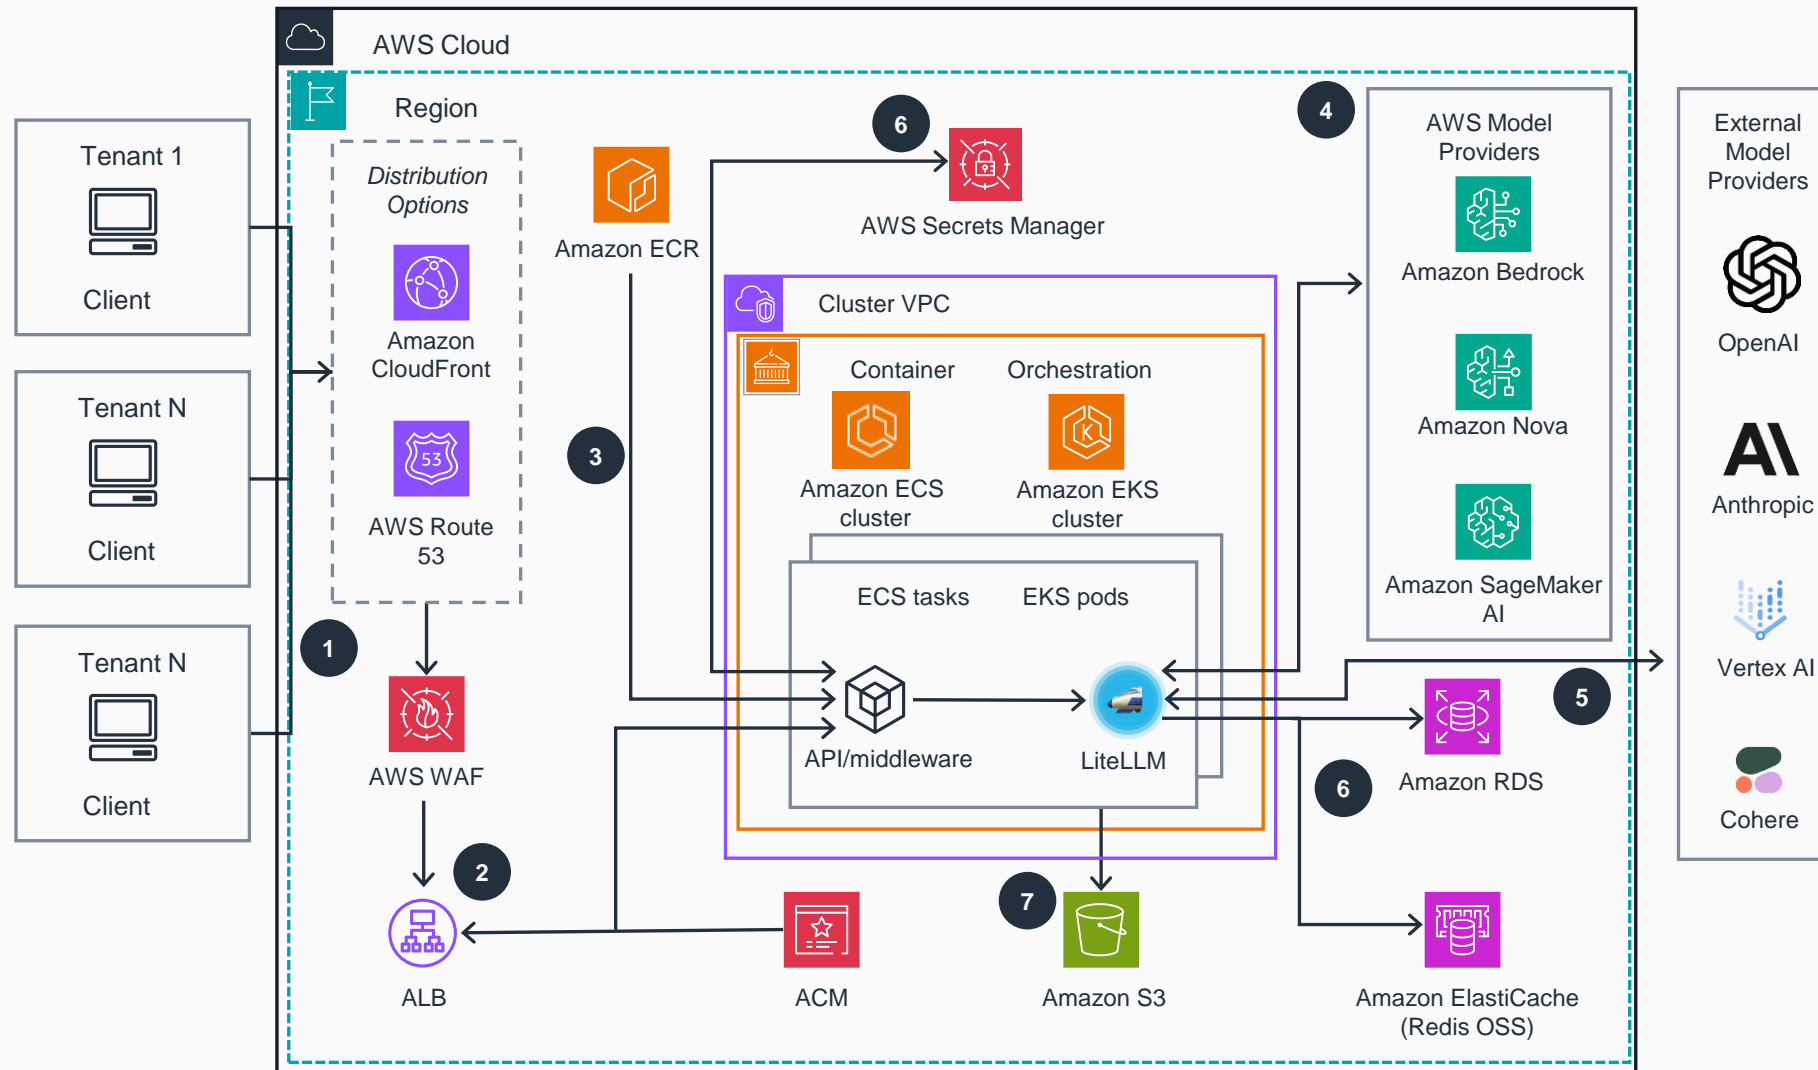 AWS Cloud
Region
Tenant 1
Client
Tenant N
Client
Tenant N
Client
Distribution
Options
Amazon
CloudFront
53
AWS Route
53
1
AWS WAF
2
ALB
Amazon ECR
3
6
AWS Secrets Manager
Cluster VPC
Container
Orchestration
K
Amazon ECS
cluster
Amazon EKS
cluster
ECS tasks
EKS pods
API/middleware
LiteLLM
ACM
7
Amazon S3
4
AWS Model
Providers
Amazon Bedrock
Amazon Nova
Amazon SageMaker
AI
5
Amazon RDS
6
Amazon ElastiCache
(Redis OSS)
External
Model
Providers
OpenAI
AI
Anthropic
Vertex AI
Cohere